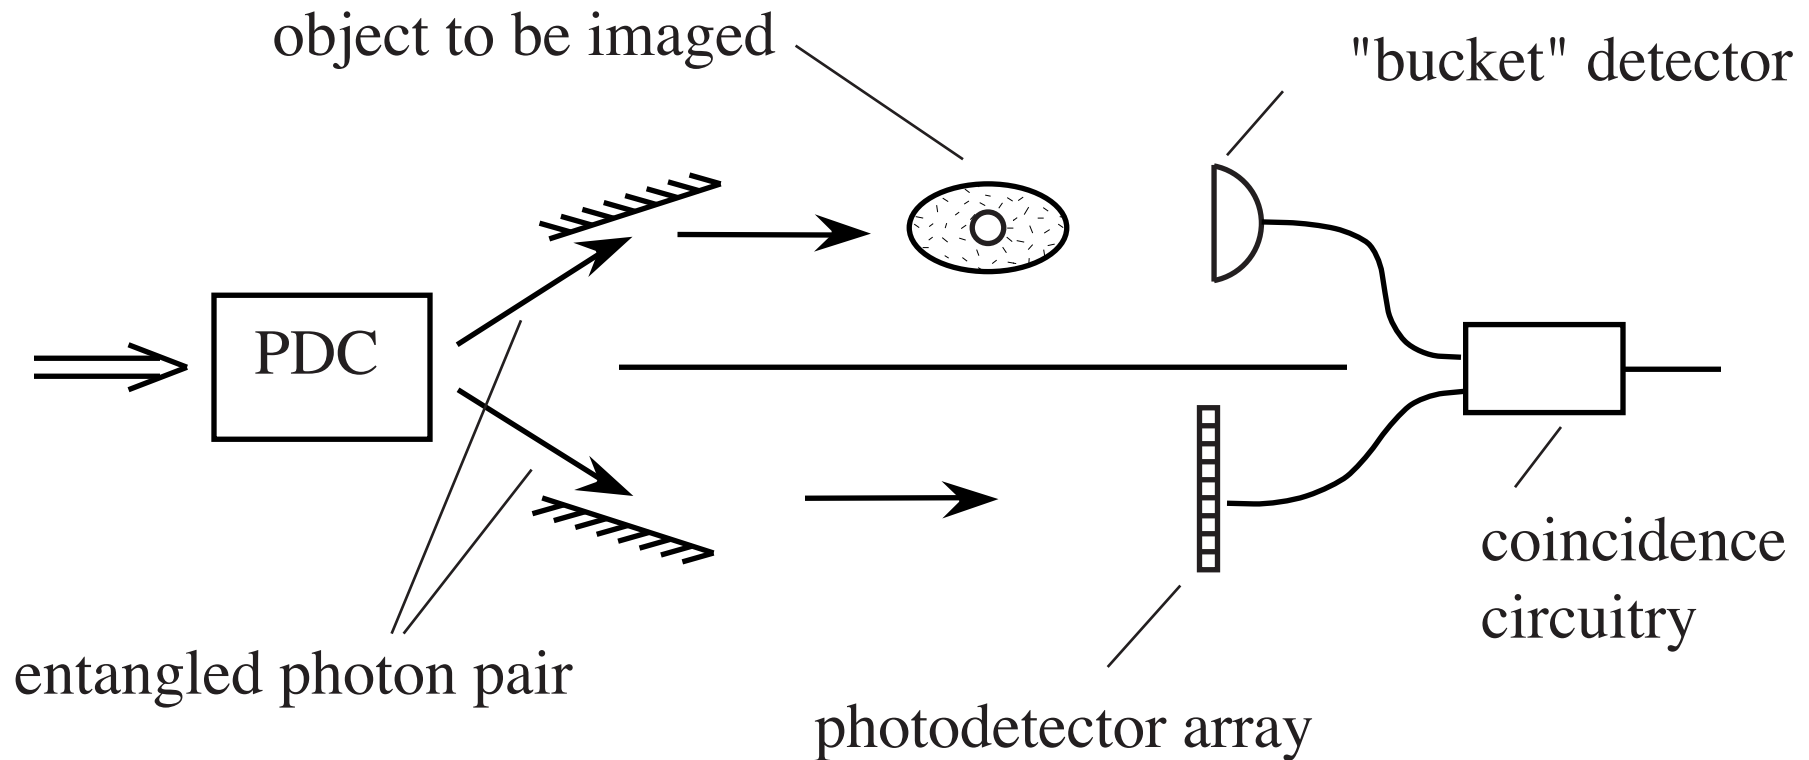 object to be imaged
"bucket" detector
PDC
coincidence
circuitry
entangled photon pair
photodetector array